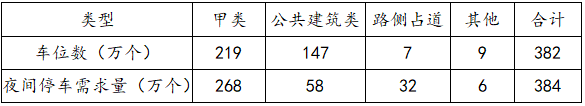 类型 甲类 公共建筑类 路侧占道 其他 合计
车位数（万个） 219 147 7 9 382
夜间停车需求量（万个） 268 58 32 6 384